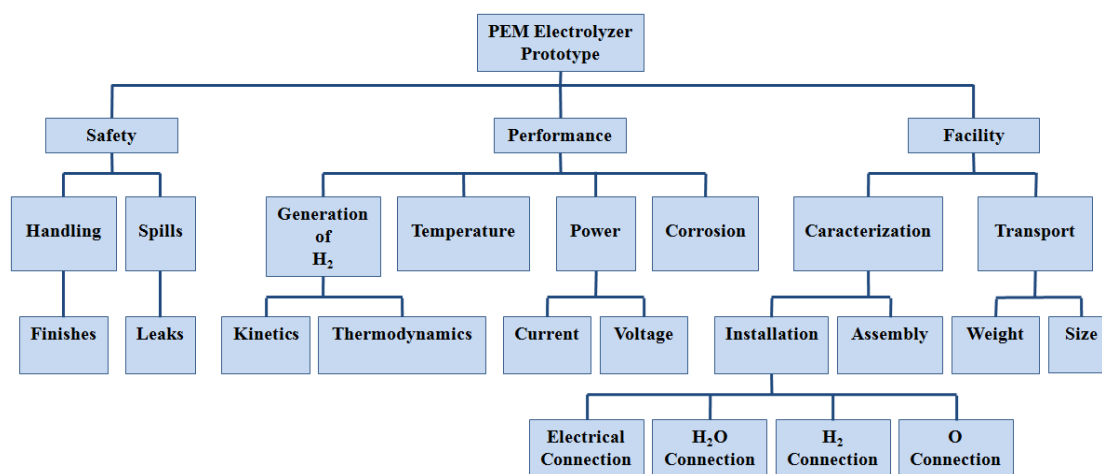 PEM Electrolyzer
Prototype
Safety
Performance
Facility
Handling
Spills
Generation
of
H₂
Temperature
Power
Corrosion
Caracterization
Transport
Finishes
Leaks
Kinetics
Thermodynamics
Current
Voltage
Installation
Assembly
Weight
Size
Electrical
Connection
H₂O
Connection
H₂
Connection
O
Connection